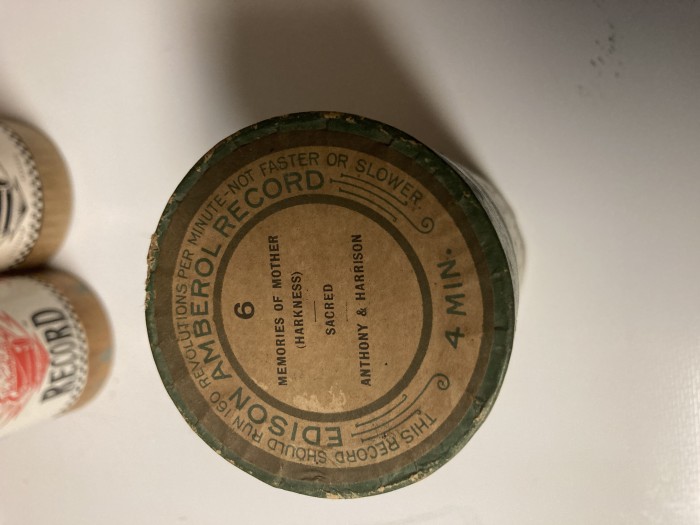 THIS RECORD SHOULD RUN 160 REVOLUTIONS PER MINUTE-NOT FASTER OR SLOWER.
EDISON AMBEROL RECORD
6
MEMORIES OF MOTHER
(HARKNESS)
SACRED
ANTHONY & HARRISON
4 MIN.
RECORD